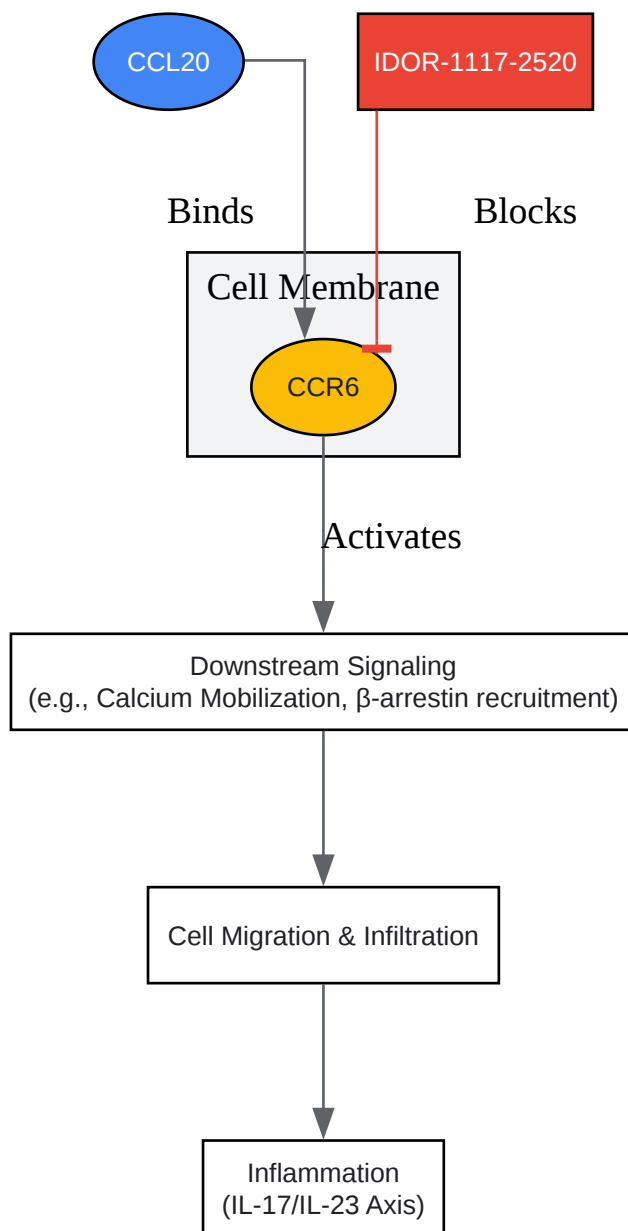 CCL20
IDOR-1117-2520
Binds
Blocks
Cell Membrane
CCR6
Activates
Downstream Signaling
(e.g., Calcium Mobilization, β-arrestin recruitment)
Cell Migration & Infiltration
Inflammation
(IL-17/IL-23 Axis)